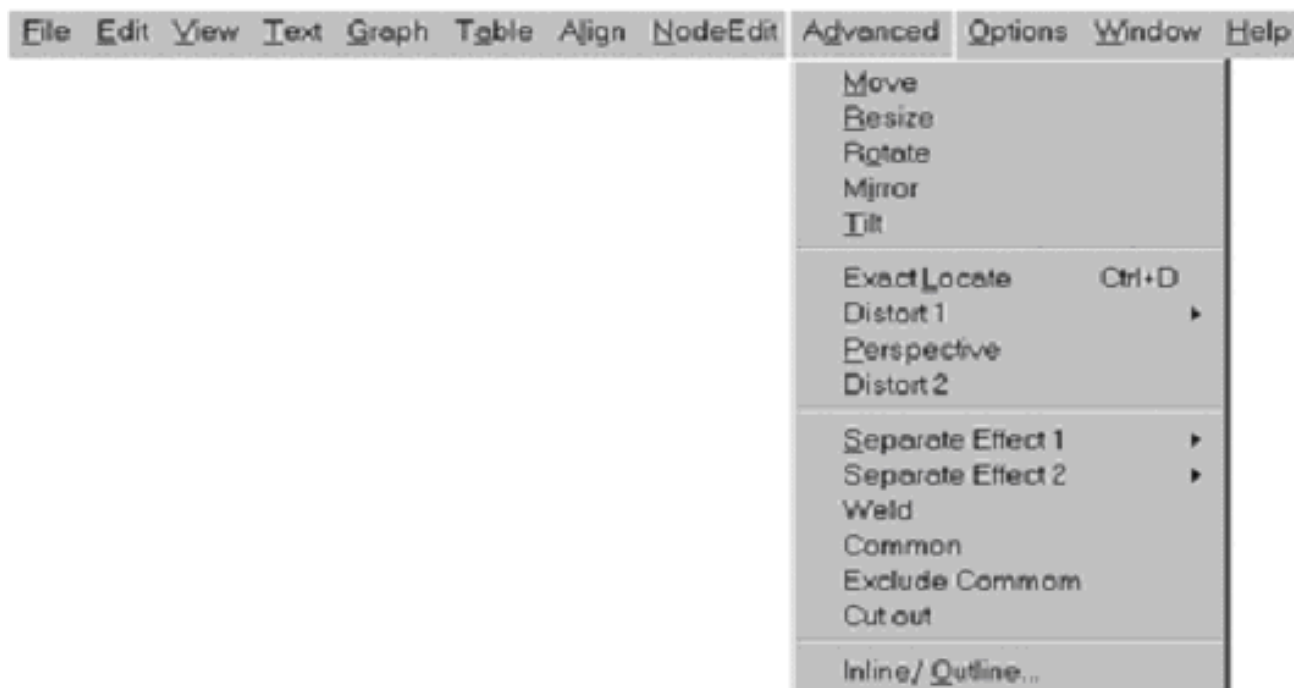 File Edit View Text Graph Table Align NodeEdit Advanced Options Window Help
Move
Resize
Rotate
Mirror
Tilt
Exact Locate Ctrl+D
Distort 1
Perspective
Distort 2
Separate Effect 1
Separate Effect 2
Weld
Common
Exclude Commom
Cut out
Inline/ Outline...